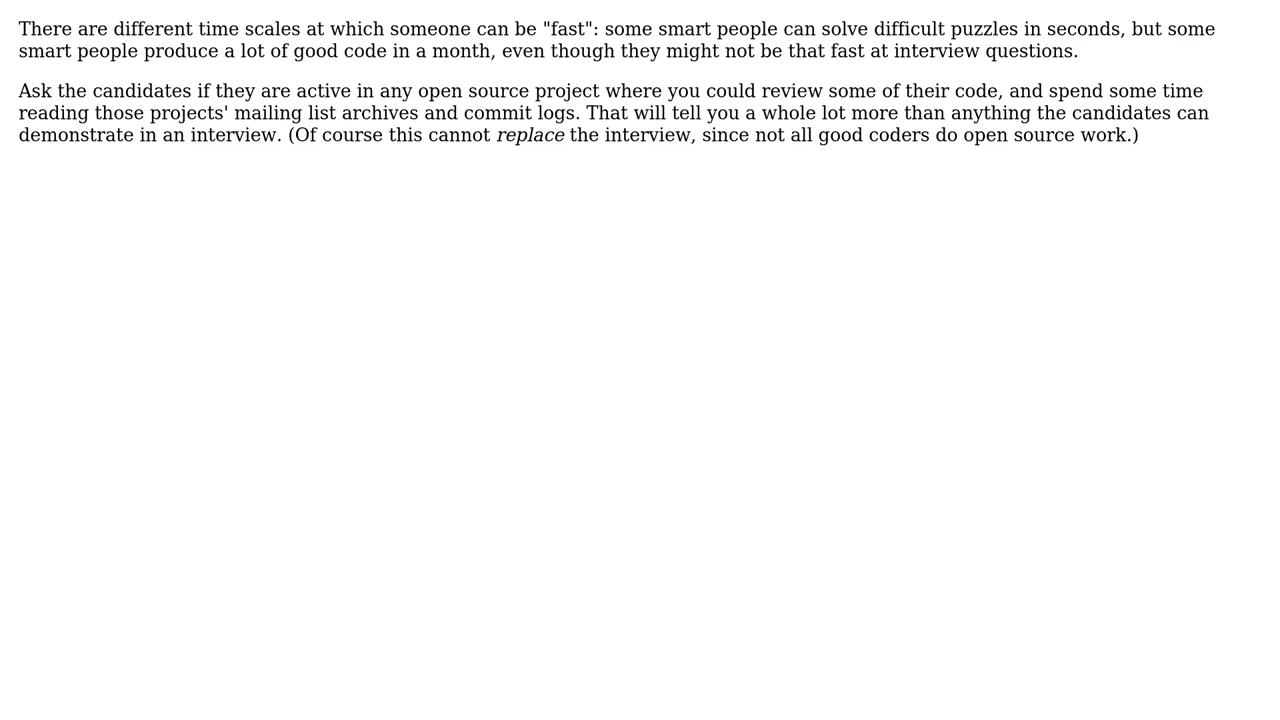 There are different time scales at which someone can be "fast": some smart people can solve difficult puzzles in seconds, but some
smart people produce a lot of good code in a month, even though they might not be that fast at interview questions.
Ask the candidates if they are active in any open source project where you could review some of their code, and spend some time
reading those projects' mailing list archives and commit logs. That will tell you a whole lot more than anything the candidates can
demonstrate in an interview. (Of course this cannot replace the interview, since not all good coders do open source work.)